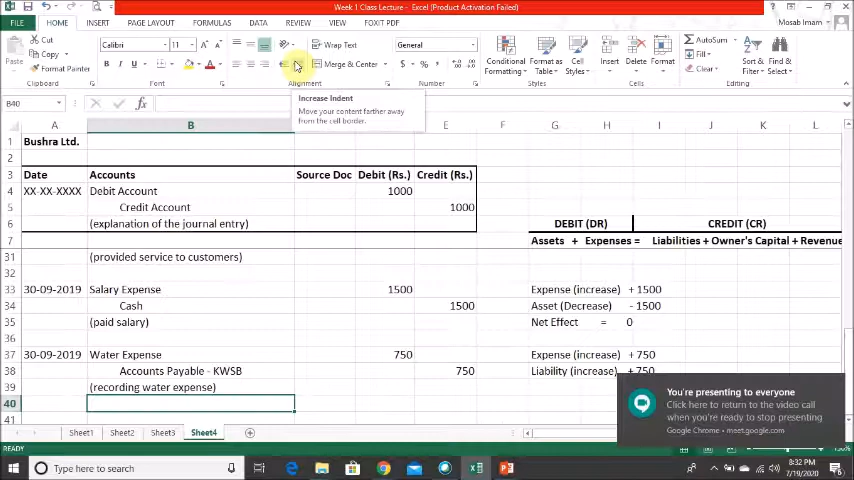 Week 1 Class Lecture - Excel (Product Activation Failed)
FILE HOME INSERT PAGE LAYOUT FORMULAS DATA REVIEW VIEW FOXIT PDF Mosab Imam
Cut
Copy
Format Painter
Paste
Clipboard
Calibri 11
B I U
Font
Wrap Text
Merge & Center
Alignment
General
$ % ,
Number
Conditional Formatting
Format as Table
Cell Styles
Styles
Insert Delete Format
Cells
AutoSum
Fill
Clear
Sort & Filter
Find & Select
Editing
B40
Increase Indent
Move your content farther away
from the cell border.
A B E F G H I J K L
1 Bushra Ltd.
2
3 Date Accounts Source Doc Debit (Rs.) Credit (Rs.)
4 XX-XX-XXXX Debit Account 1000
5 Credit Account 1000
6 (explanation of the journal entry) DEBIT (DR) CREDIT (CR)
7 Assets + Expenses = Liabilities + Owner's Capital + Revenue
31 (provided service to customers)
32
33 30-09-2019 Salary Expense 1500 Expense (increase) + 1500
34 Cash 1500 Asset (Decrease) - 1500
35 (paid salary) Net Effect = 0
36
37 30-09-2019 Water Expense 750 Expense (increase) + 750
38 Accounts Payable - KWSB 750 Liability (increase) + 750
39 (recording water expense)
40
41
You're presenting to everyone
Click here to return to the video call
when you're ready to stop presenting
Google Chrome • meet.google.com
Sheet1 Sheet2 Sheet3 Sheet4
READY
Type here to search
8:32 PM
7/19/2020